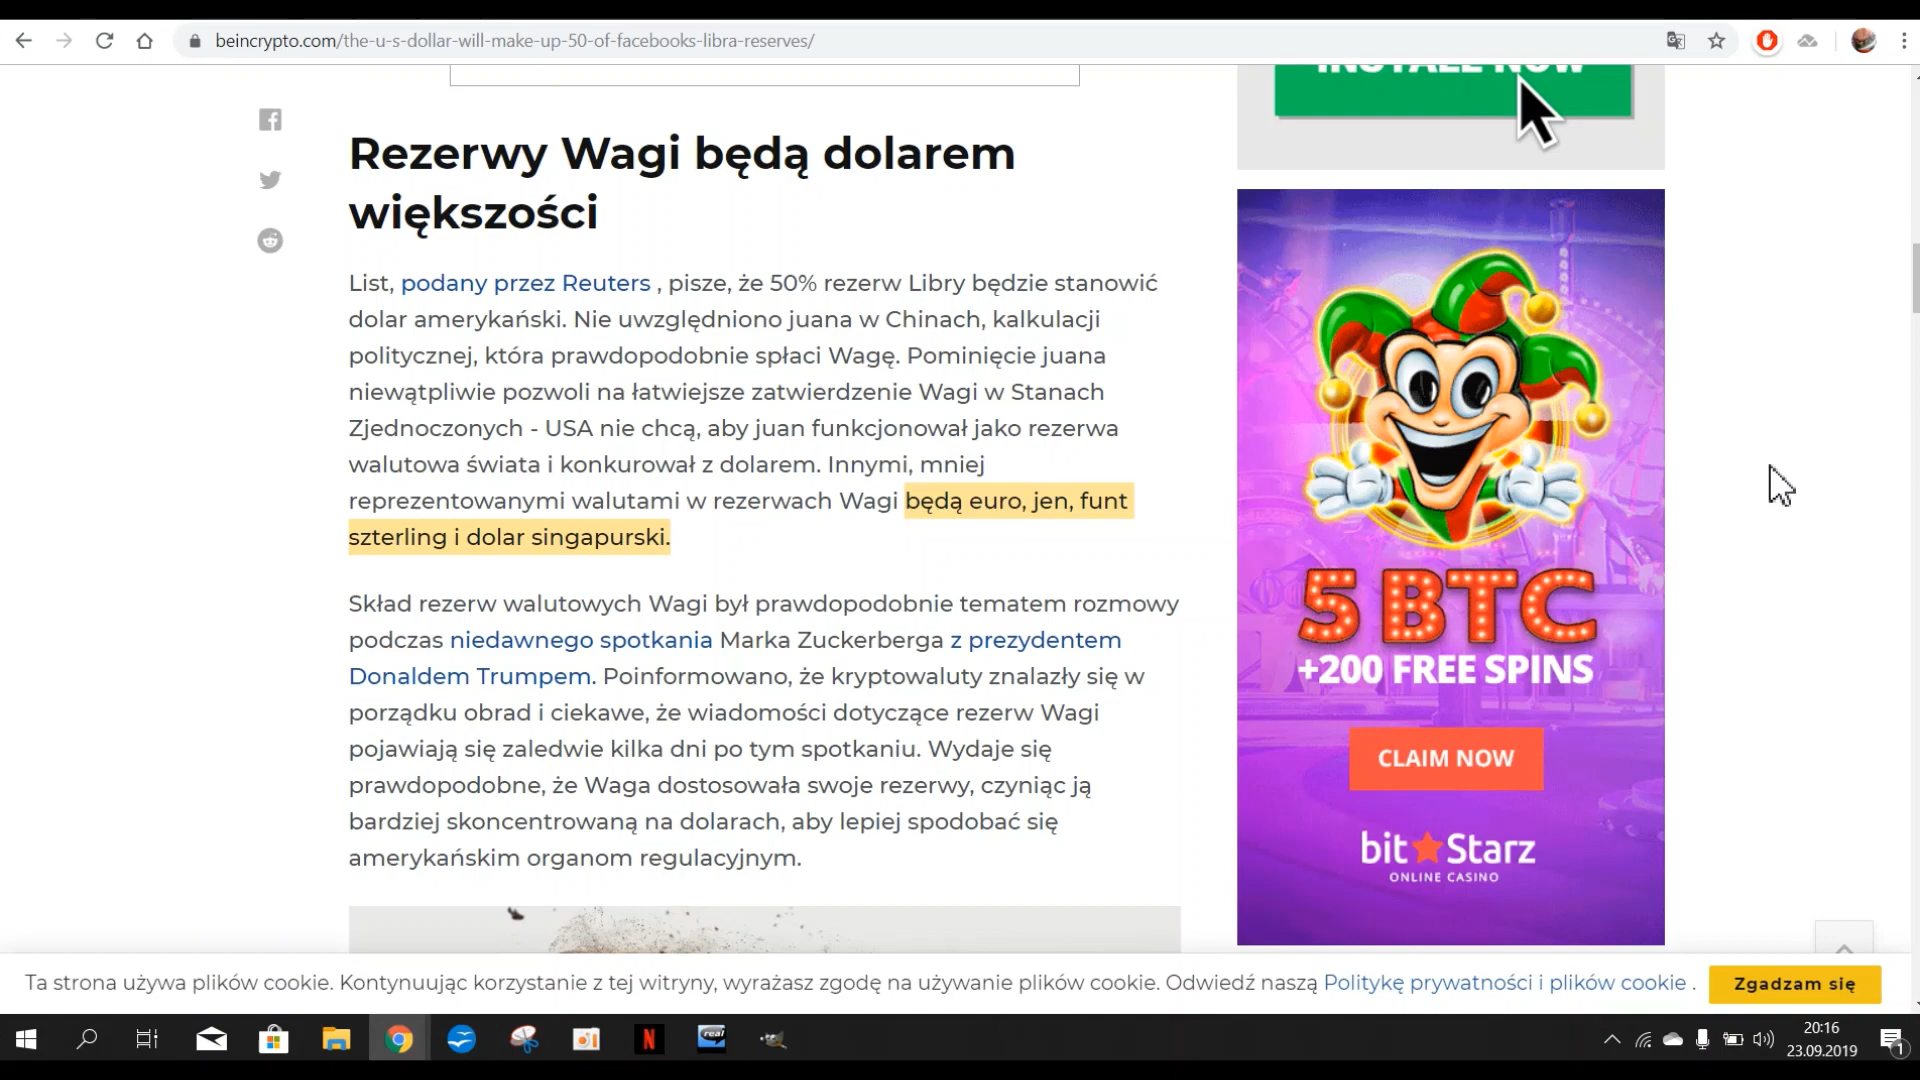 beincrypto.com/the-u-s-dollar-will-make-up-50-of-facebooks-libra-reserves/
INSTALL NOW
Rezerwy Wagi będą dolarem
większości
List, podany przez Reuters , pisze, że 50% rezerw Libry będzie stanowić
dolar amerykański. Nie uwzględniono juana w Chinach, kalkulacji
politycznej, która prawdopodobnie spłaci Wagę. Pominięcie juana
niewątpliwie pozwoli na łatwiejsze zatwierdzenie Wagi w Stanach
Zjednoczonych - USA nie chcą, aby juan funkcjonował jako rezerwa
walutowa świata i konkurował z dolarem. Innymi, mniej
reprezentowanymi walutami w rezerwach Wagi będą euro, jen, funt
szterling i dolar singapurski.
Skład rezerw walutowych Wagi był prawdopodobnie tematem rozmowy
podczas niedawnego spotkania Marka Zuckerberga z prezydentem
Donaldem Trumpem. Poinformowano, że kryptowaluty znalazły się w
porządku obrad i ciekawe, że wiadomości dotyczące rezerw Wagi
pojawiają się zaledwie kilka dni po tym spotkaniu. Wydaje się
prawdopodobne, że Waga dostosowała swoje rezerwy, czyniąc ją
bardziej skoncentrowaną na dolarach, aby lepiej spodobać się
amerykańskim organom regulacyjnym.
5 BTC
+200 FREE SPINS
CLAIM NOW
bit Starz
ONLINE CASINO
Ta strona używa plików cookie. Kontynuując korzystanie z tej witryny, wyrażasz zgodę na używanie plików cookie. Odwiedź naszą Politykę prywatności i plików cookie .
Zgadzam się
N
real
20:16
23.09.2019
1